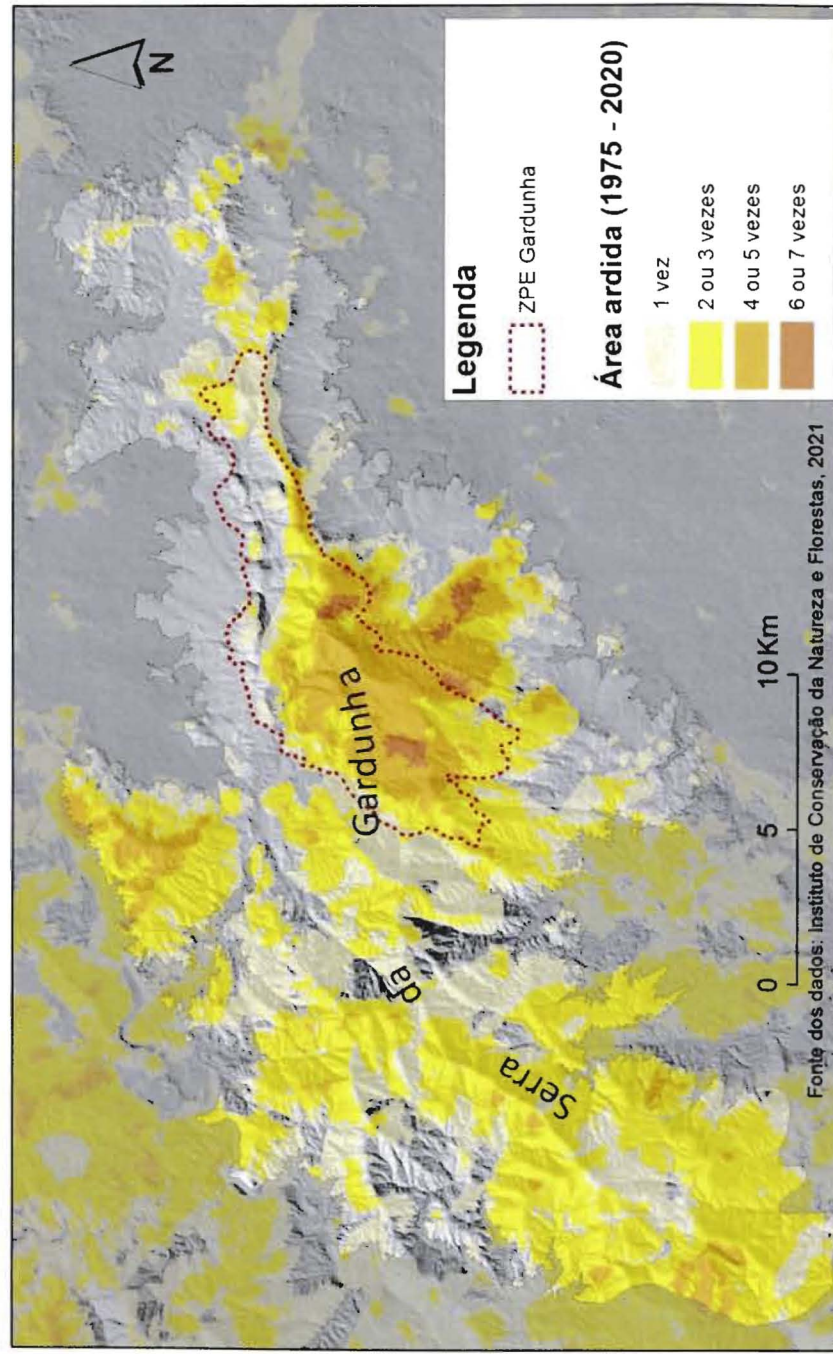 N
Serra
da
Gardunha
Legenda
ZPE Gardunha
Área ardida (1975 - 2020)
1 vez
2 ou 3 vezes
4 ou 5 vezes
6 ou 7 vezes
0 5 10 Km
Fonte dos dados: Instituto de Conservação da Natureza e Florestas, 2021